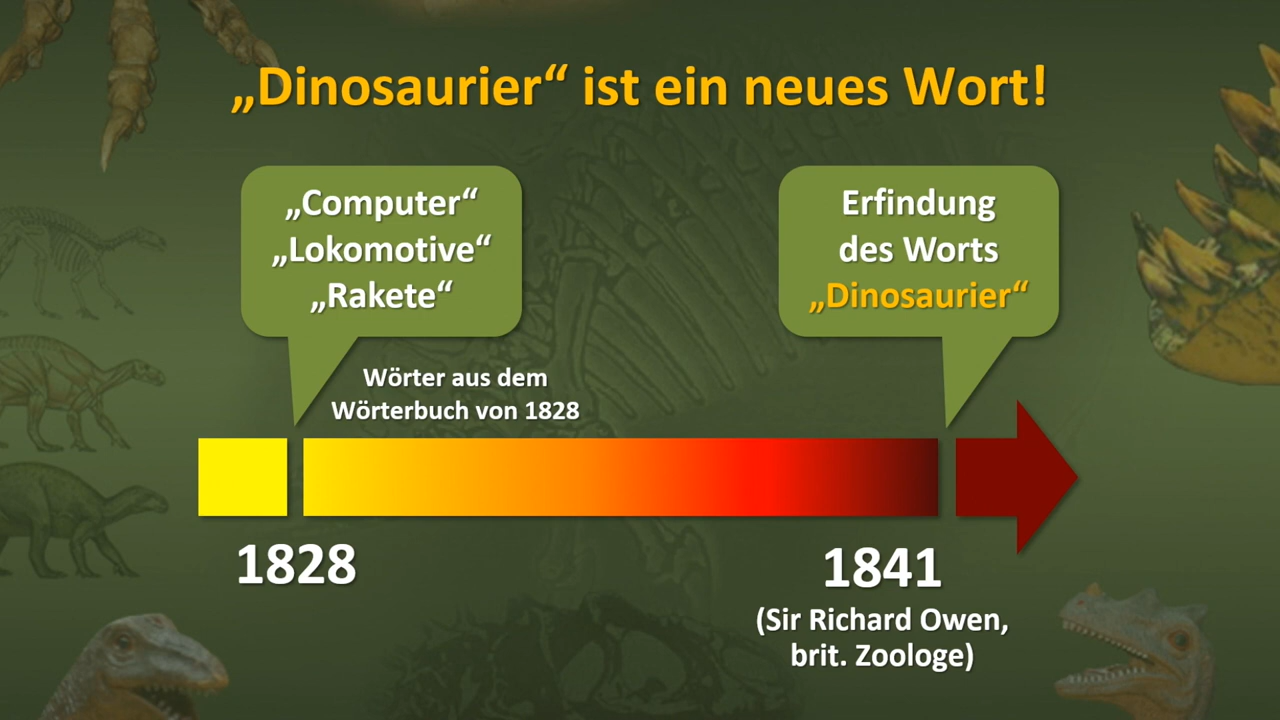 „Dinosaurier“ ist ein neues Wort!
„Computer“
„Lokomotive“
„Rakete“
Erfindung
des Worts
„Dinosaurier“
Wörter aus dem
Wörterbuch von 1828
1828
1841
(Sir Richard Owen,
brit. Zoologe)